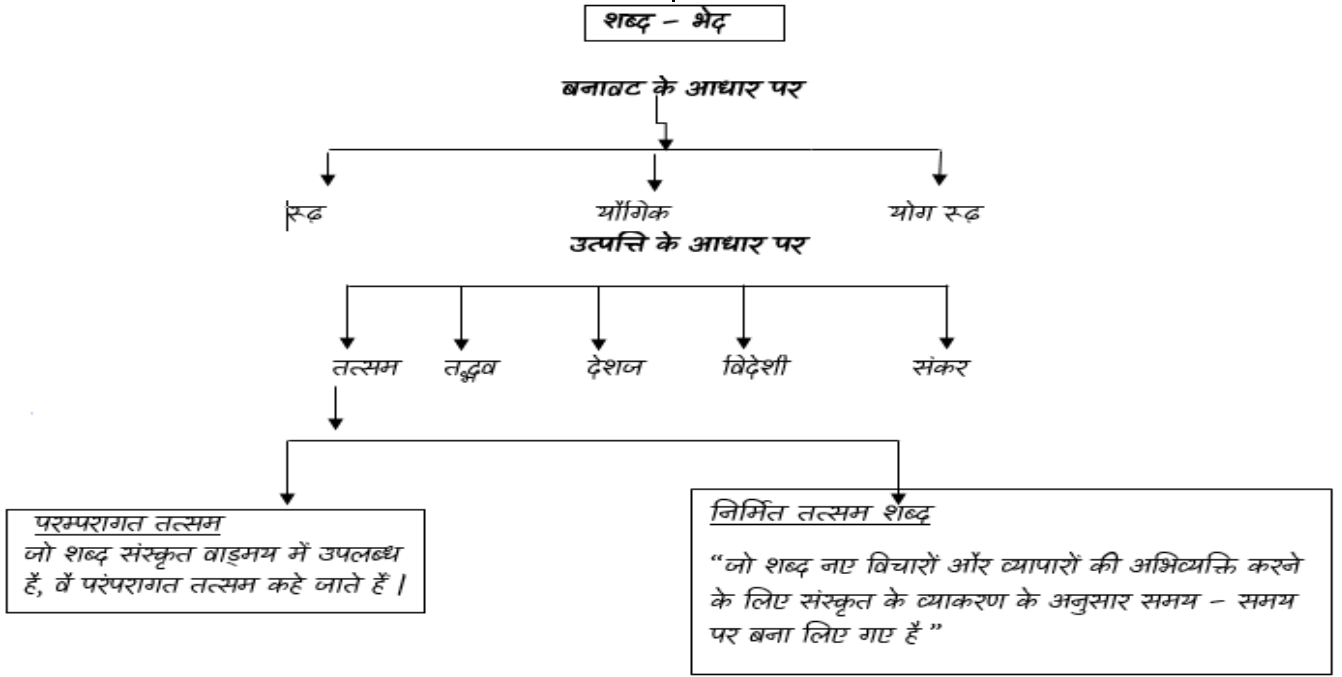 शब्द – भेद
बनावट के आधार पर
रूढ़ यौगिक योग रूढ़
उत्पत्ति के आधार पर
तत्सम तद्भव देशज विदेशी संकर
परम्परागत तत्सम
जो शब्द संस्कृत वाड़्मय में उपलब्ध
हैं, वे परंपरागत तत्सम कहे जाते हैं |
निर्मित तत्सम शब्द
“जो शब्द नए विचारों और व्यापारों की अभिव्यक्ति करने
के लिए संस्कृत के व्याकरण के अनुसार समय – समय
पर बना लिए गए है ”